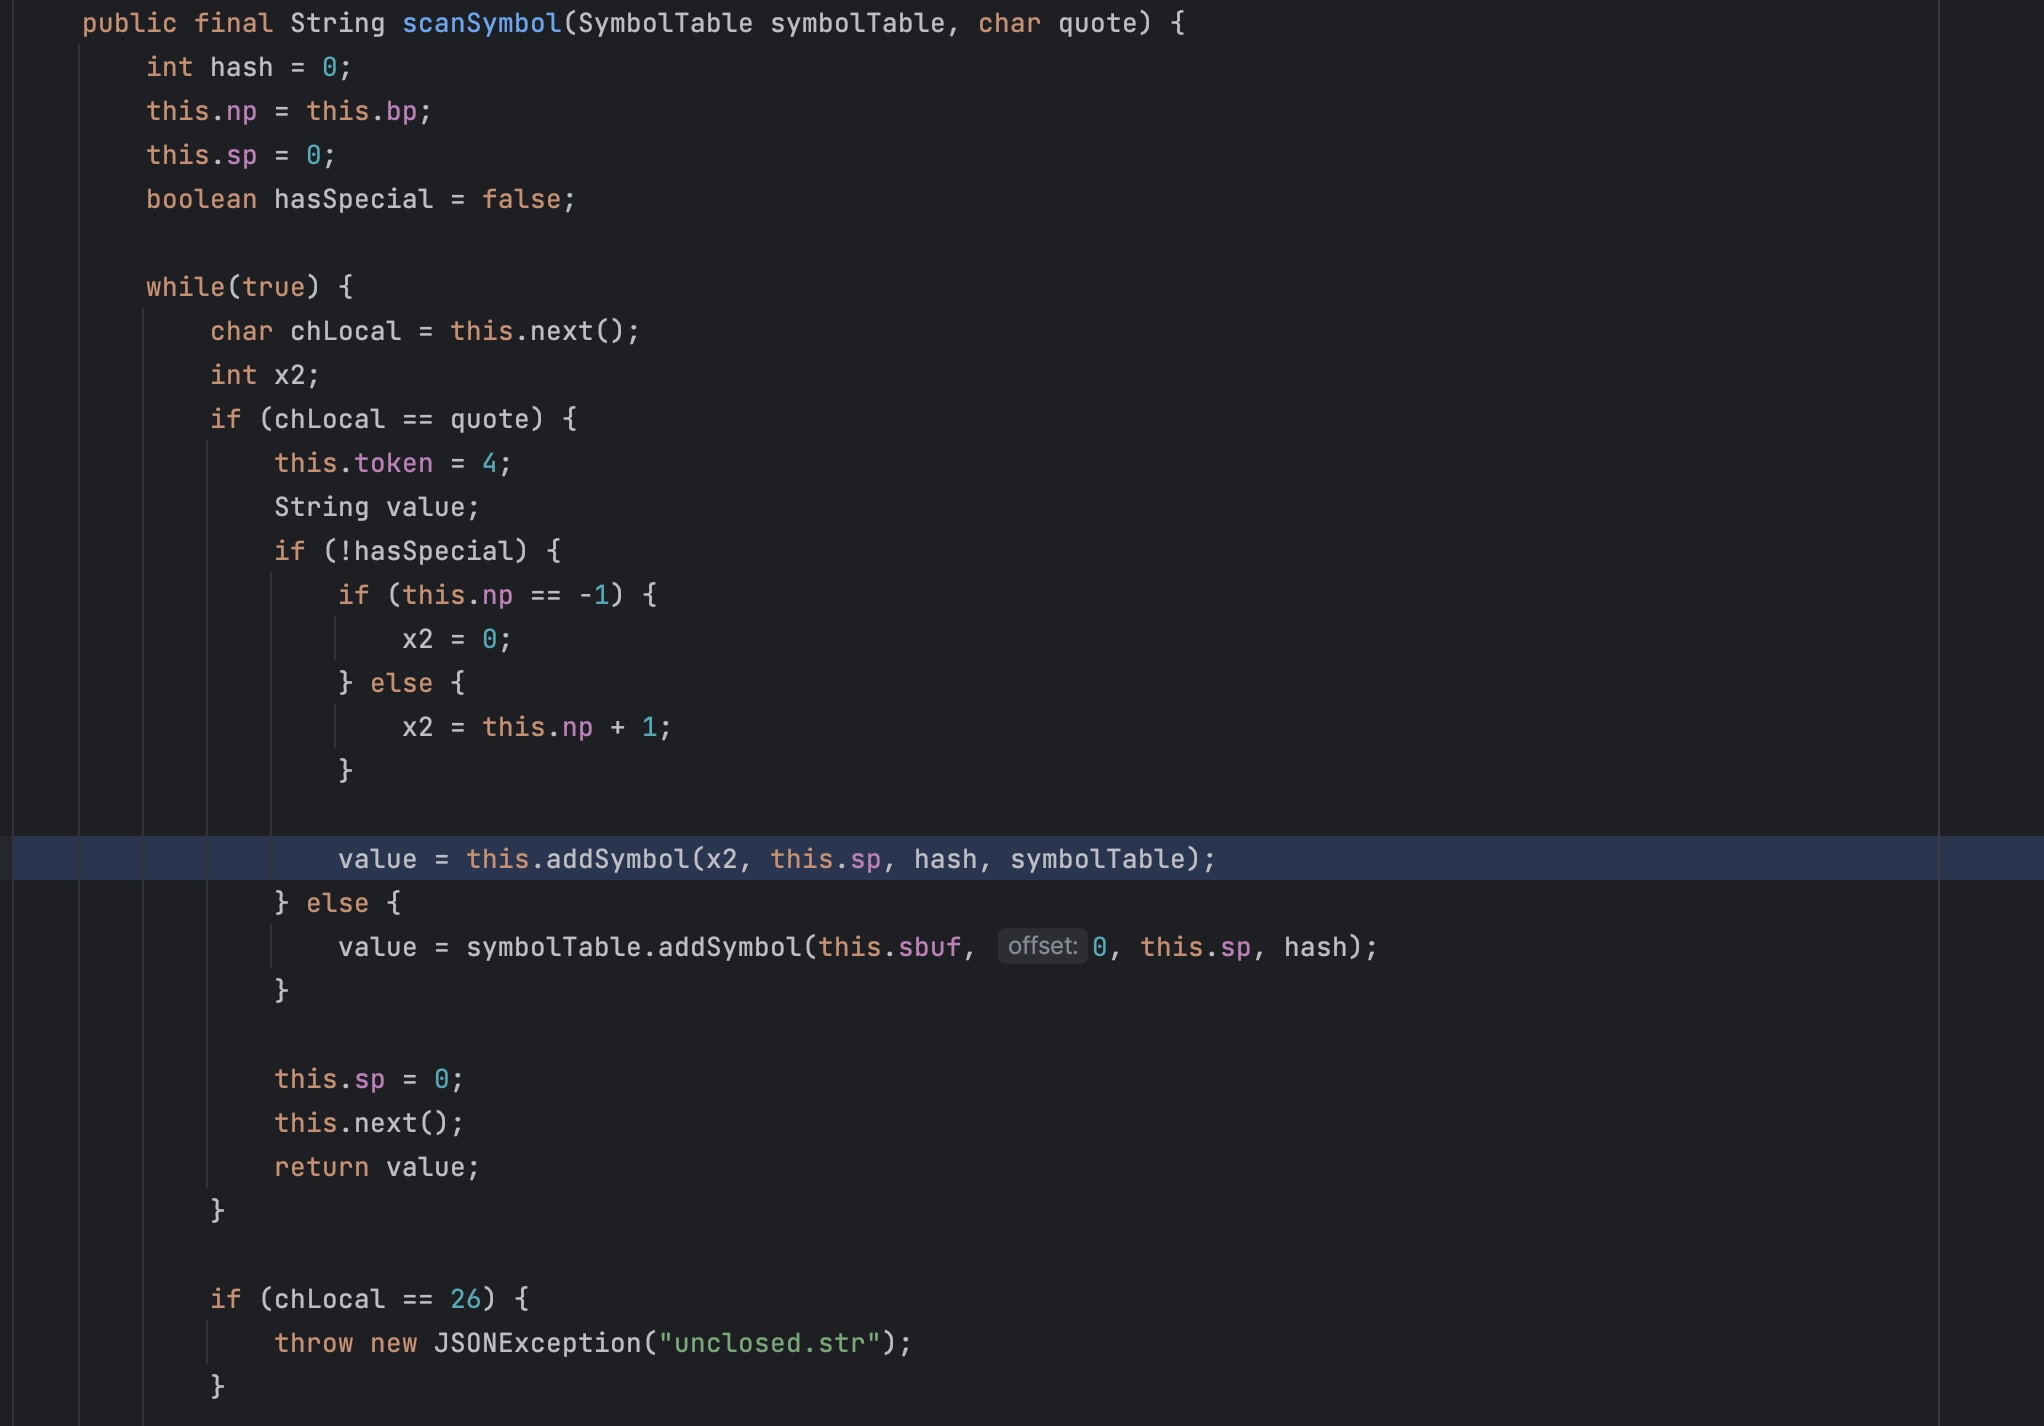 public final String scanSymbol(SymbolTable symbolTable, char quote) {
    int hash = 0;
    this.np = this.bp;
    this.sp = 0;
    boolean hasSpecial = false;

    while(true) {
        char chLocal = this.next();
        int x2;
        if (chLocal == quote) {
            this.token = 4;
            String value;
            if (!hasSpecial) {
                if (this.np == -1) {
                    x2 = 0;
                } else {
                    x2 = this.np + 1;
                }

                value = this.addSymbol(x2, this.sp, hash, symbolTable);
            } else {
                value = symbolTable.addSymbol(this.sbuf, offset: 0, this.sp, hash);
            }

            this.sp = 0;
            this.next();
            return value;
        }

        if (chLocal == 26) {
            throw new JSONException("unclosed.str");
        }